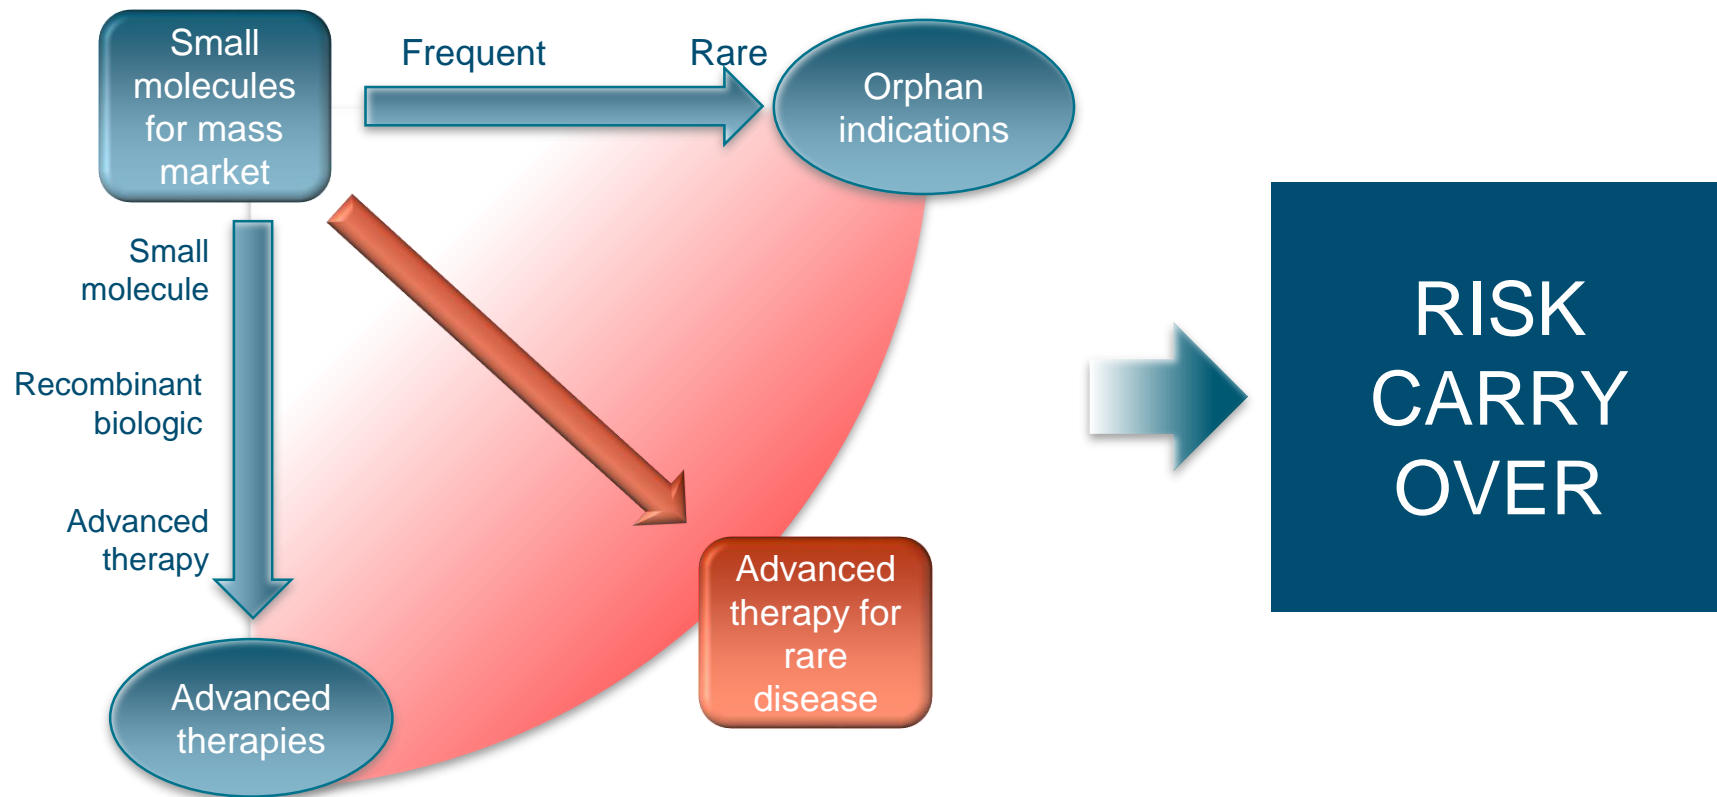 Small
molecules
for mass
market
Frequent
Rare
Orphan
indications
Small
molecule
Recombinant
biologic
Advanced
therapy
Advanced
therapies
Advanced
therapy for
rare
disease
RISK
CARRY
OVER